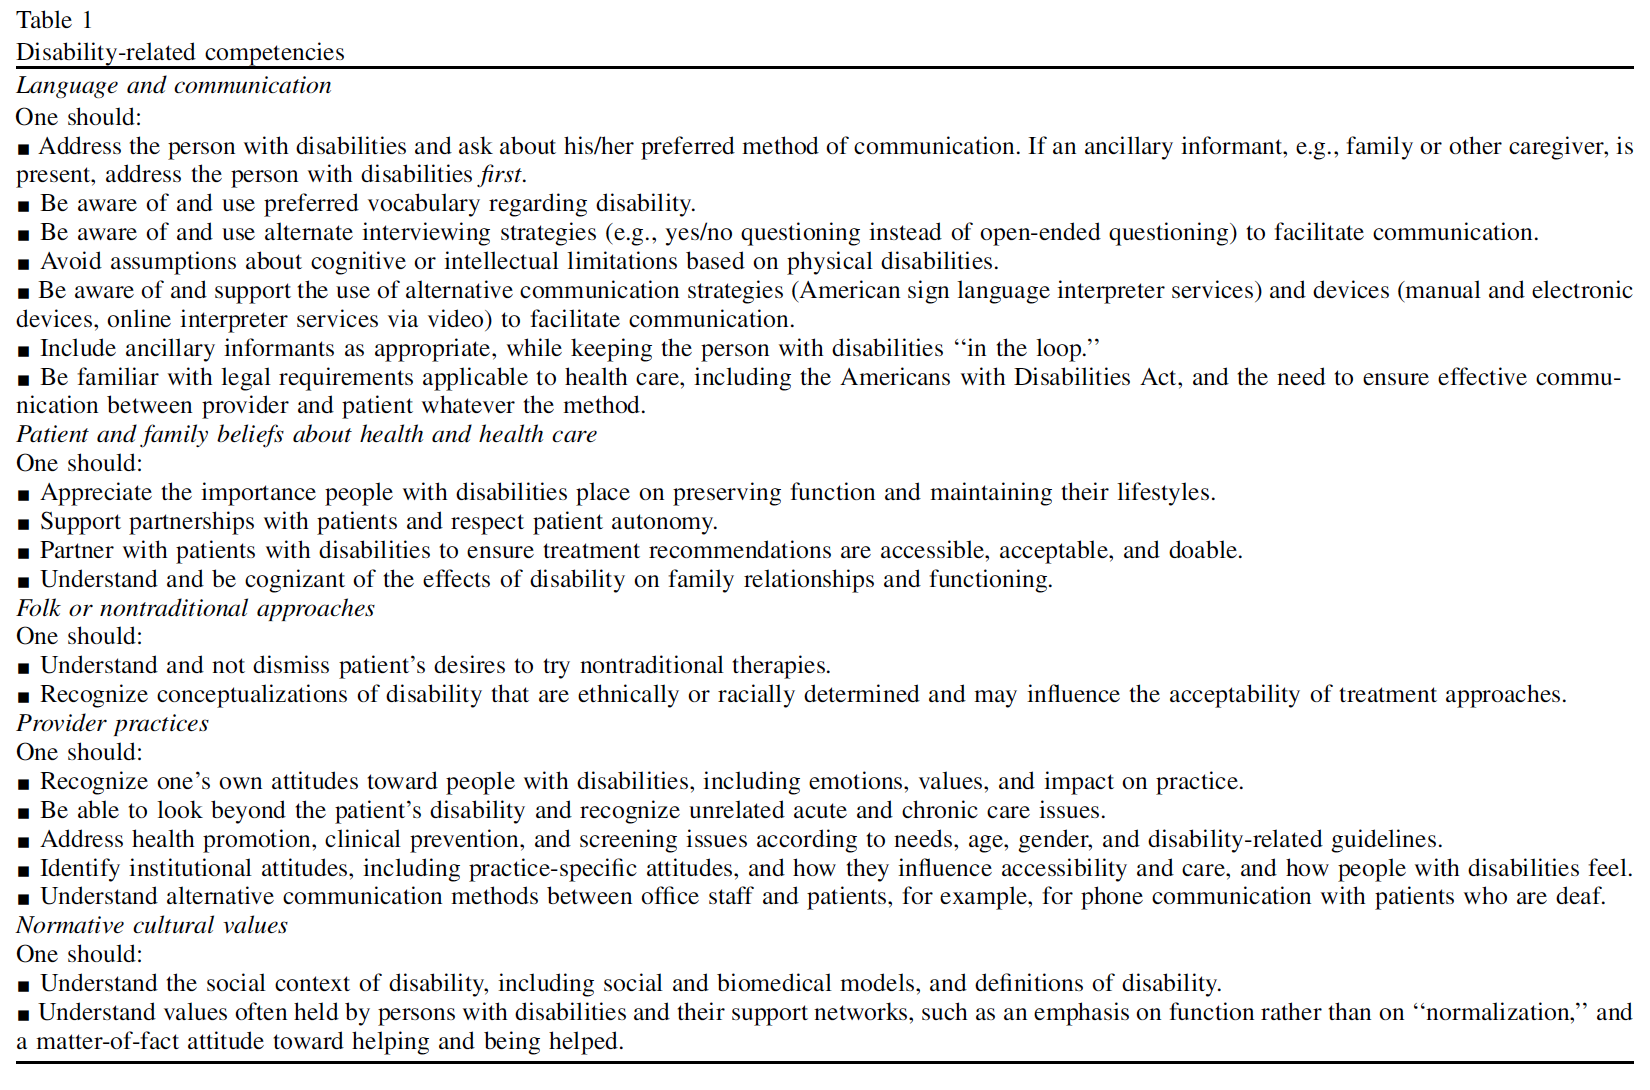 Table 1
Disability-related competencies
Language and communication
One should:
■ Address the person with disabilities and ask about his/her preferred method of communication. If an ancillary informant, e.g., family or other caregiver, is
present, address the person with disabilities first.
■ Be aware of and use preferred vocabulary regarding disability.
■ Be aware of and use alternate interviewing strategies (e.g., yes/no questioning instead of open-ended questioning) to facilitate communication.
■ Avoid assumptions about cognitive or intellectual limitations based on physical disabilities.
■ Be aware of and support the use of alternative communication strategies (American sign language interpreter services) and devices (manual and electronic
devices, online interpreter services via video) to facilitate communication.
■ Include ancillary informants as appropriate, while keeping the person with disabilities ‘‘in the loop.’’
■ Be familiar with legal requirements applicable to health care, including the Americans with Disabilities Act, and the need to ensure effective commu-
nication between provider and patient whatever the method.
Patient and family beliefs about health and health care
One should:
■ Appreciate the importance people with disabilities place on preserving function and maintaining their lifestyles.
■ Support partnerships with patients and respect patient autonomy.
■ Partner with patients with disabilities to ensure treatment recommendations are accessible, acceptable, and doable.
■ Understand and be cognizant of the effects of disability on family relationships and functioning.
Folk or nontraditional approaches
One should:
■ Understand and not dismiss patient’s desires to try nontraditional therapies.
■ Recognize conceptualizations of disability that are ethnically or racially determined and may influence the acceptability of treatment approaches.
Provider practices
One should:
■ Recognize one’s own attitudes toward people with disabilities, including emotions, values, and impact on practice.
■ Be able to look beyond the patient’s disability and recognize unrelated acute and chronic care issues.
■ Address health promotion, clinical prevention, and screening issues according to needs, age, gender, and disability-related guidelines.
■ Identify institutional attitudes, including practice-specific attitudes, and how they influence accessibility and care, and how people with disabilities feel.
■ Understand alternative communication methods between office staff and patients, for example, for phone communication with patients who are deaf.
Normative cultural values
One should:
■ Understand the social context of disability, including social and biomedical models, and definitions of disability.
■ Understand values often held by persons with disabilities and their support networks, such as an emphasis on function rather than on ‘‘normalization,’’ and
a matter-of-fact attitude toward helping and being helped.